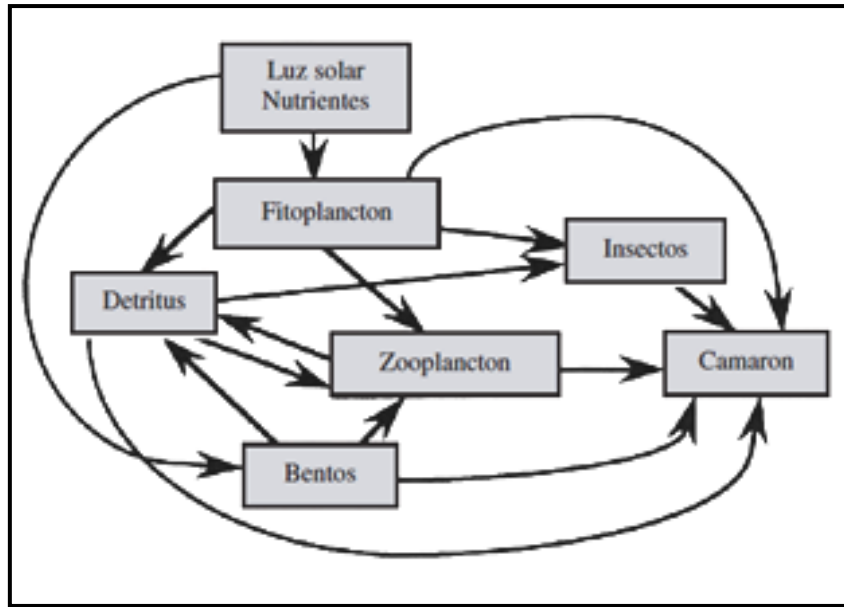 Luz solar
Nutrientes
Fitoplancton
Insectos
Detritus
Zooplancton
Camaron
Bentos